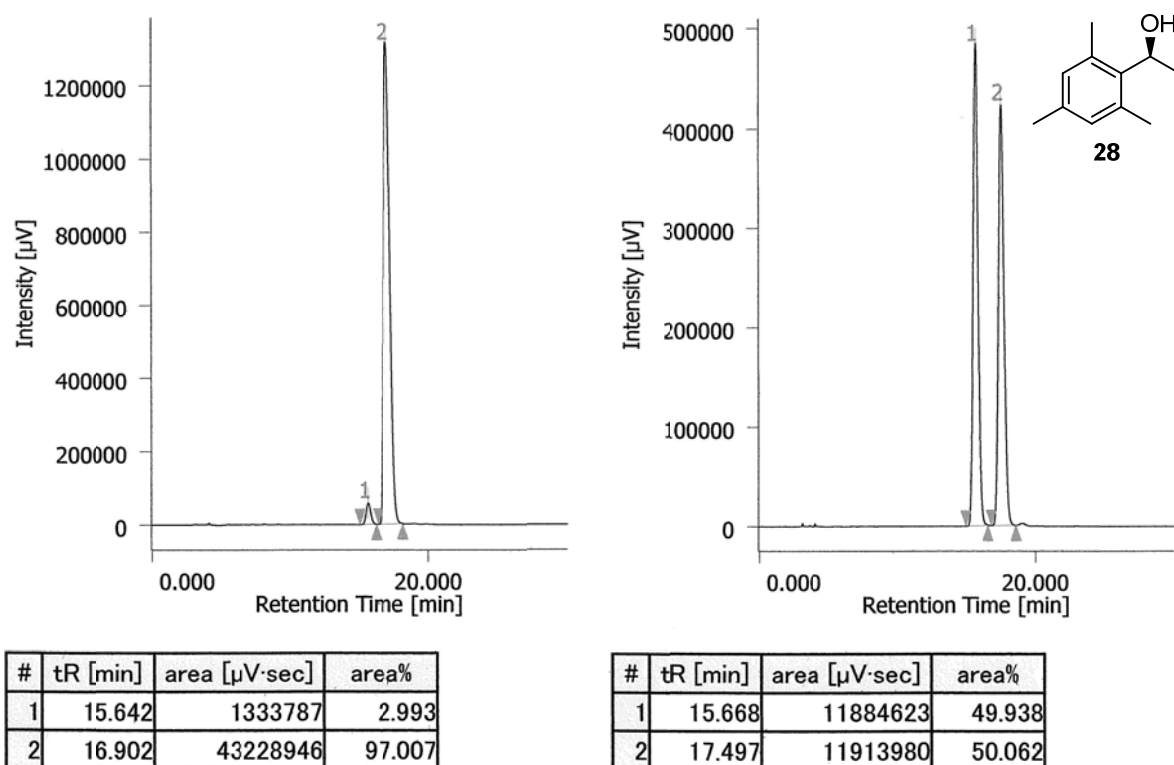 2
1200000
1000000
800000
600000
400000
200000
0
Intensity [µV]
1
0.000 20.000
Retention Time [min]
# tR [min] area [µV·sec] area%
1 15.642 1333787 2.993
2 16.902 43228946 97.007
500000
400000
300000
200000
100000
0
Intensity [µV]
1
2
0.000 20.000
Retention Time [min]
OH
28
# tR [min] area [µV·sec] area%
1 15.668 11884623 49.938
2 17.497 11913980 50.062